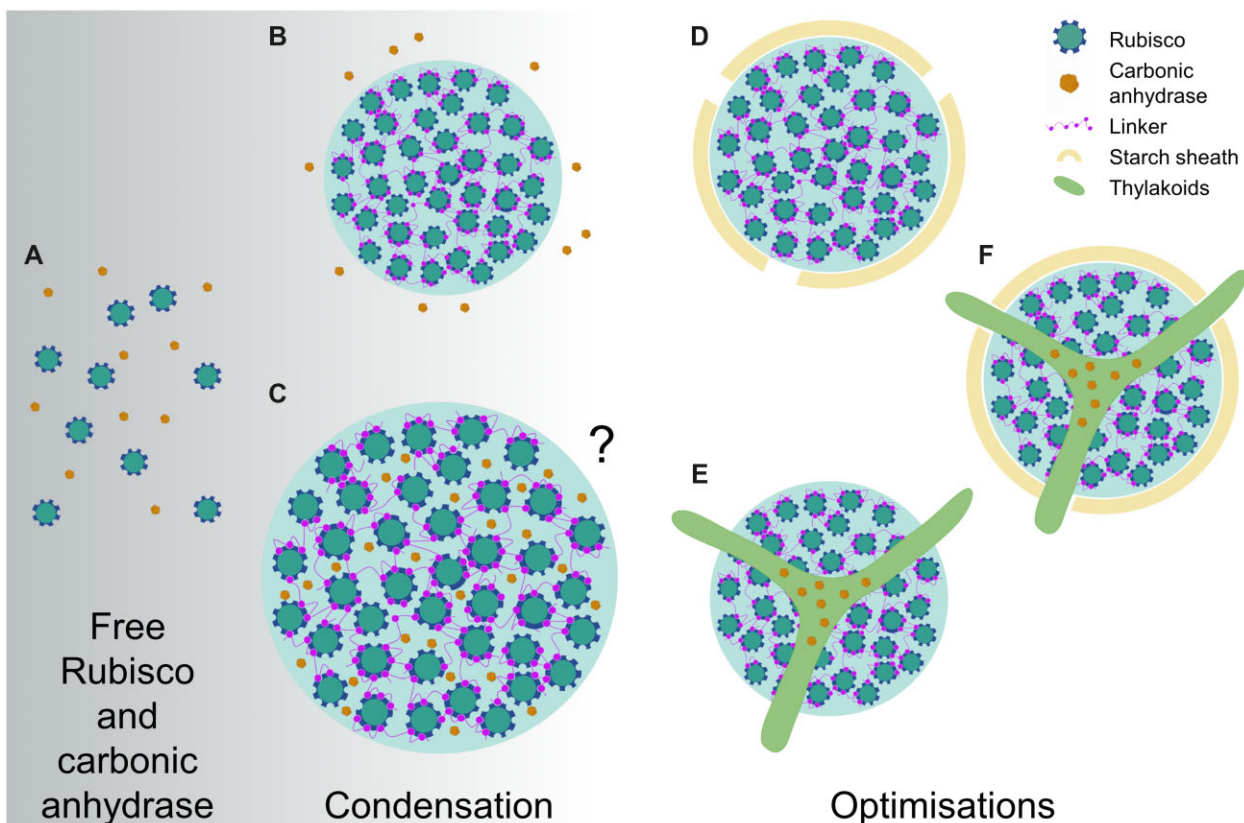 A
Free
Rubisco
and
carbonic
anhydrase
B
C
?
Condensation
D
E
F
Optimisations
Rubisco
Carbonic
anhydrase
Linker
Starch sheath
Thylakoids